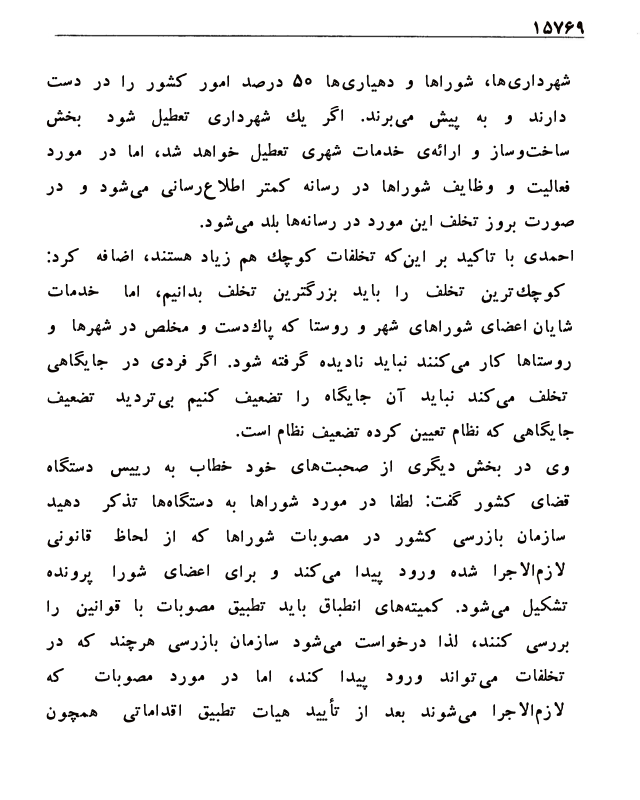 ۱۵۷۶۹
شهرداری‌ها، شوراها و دهیاری‌ها ۵۰ درصد امور کشور را در دست
دارند و به پیش می‌برند. اگر یك شهرداری تعطیل شود بخش
ساخت‌وساز و ارائه‌ی خدمات شهری تعطیل خواهد شد، اما در مورد
فعالیت و وظایف شوراها در رسانه کمتر اطلاع‌رسانی می‌شود و در
صورت بروز تخلف این مورد در رسانه‌ها بلد می‌شود.
احمدی با تاکید بر این‌که تخلفات کوچك هم زیاد هستند، اضافه کرد:
کوچك‌ترین تخلف را باید بزرگترین تخلف بدانیم، اما خدمات
شایان اعضای شوراهای شهر و روستا که پاك‌دست و مخلص در شهرها و
روستاها کار می‌کنند نباید نادیده گرفته شود. اگر فردی در جایگاهی
تخلف می‌کند نباید آن جایگاه را تضعیف کنیم بی‌تردید تضعیف
جایگاهی که نظام تعیین کرده تضعیف نظام است.
وی در بخش دیگری از صحبت‌های خود خطاب به رییس دستگاه
قضای کشور گفت: لطفا در مورد شوراها به دستگاه‌ها تذکر دهید
سازمان بازرسی کشور در مصوبات شوراها که از لحاظ قانونی
لازم‌الاجرا شده ورود پیدا می‌کند و برای اعضای شورا پرونده
تشکیل می‌شود. کمیته‌های انطباق باید تطبیق مصوبات با قوانین را
بررسی کنند، لذا درخواست می‌شود سازمان بازرسی هرچند که در
تخلفات می‌تواند ورود پیدا کند، اما در مورد مصوبات که
لازم‌الاجرا می‌شوند بعد از تأیید هیات تطبیق اقداماتی همچون